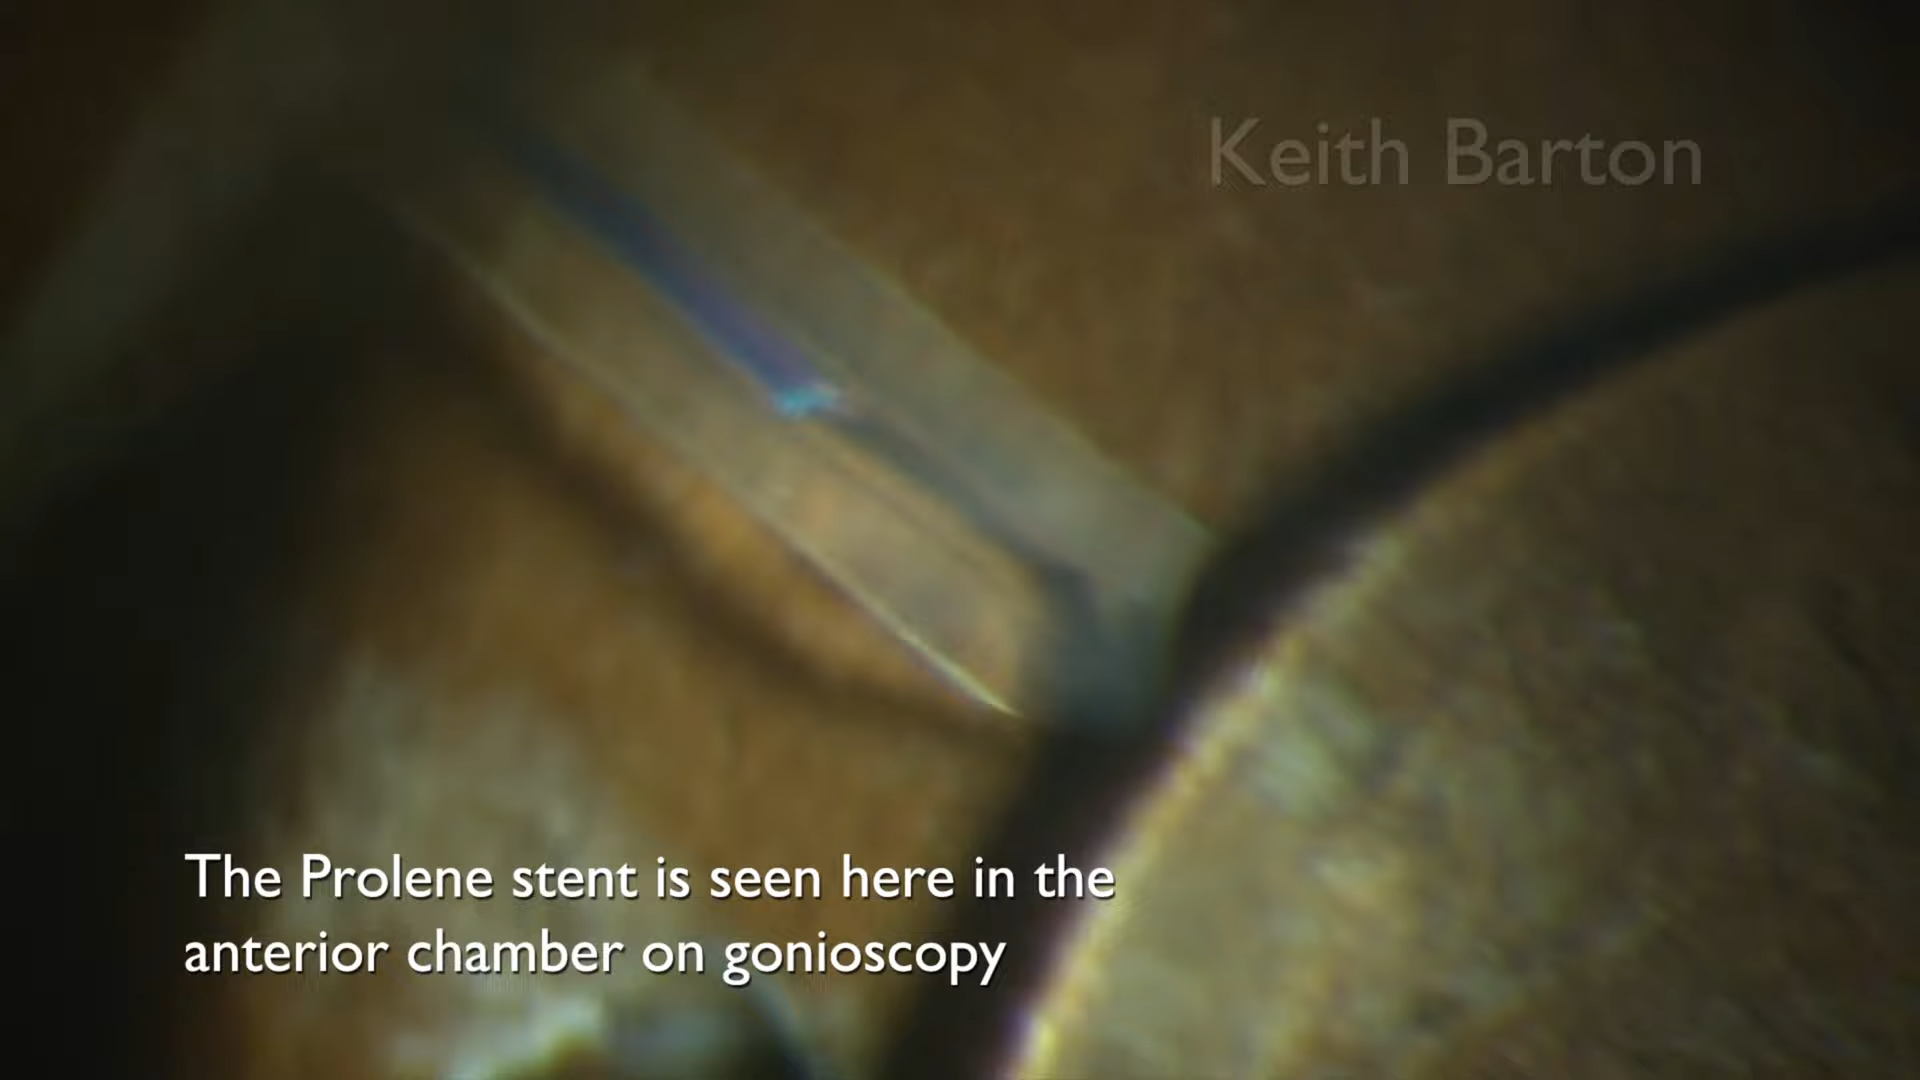 Keith Barton
The Prolene stent is seen here in the
anterior chamber on gonioscopy